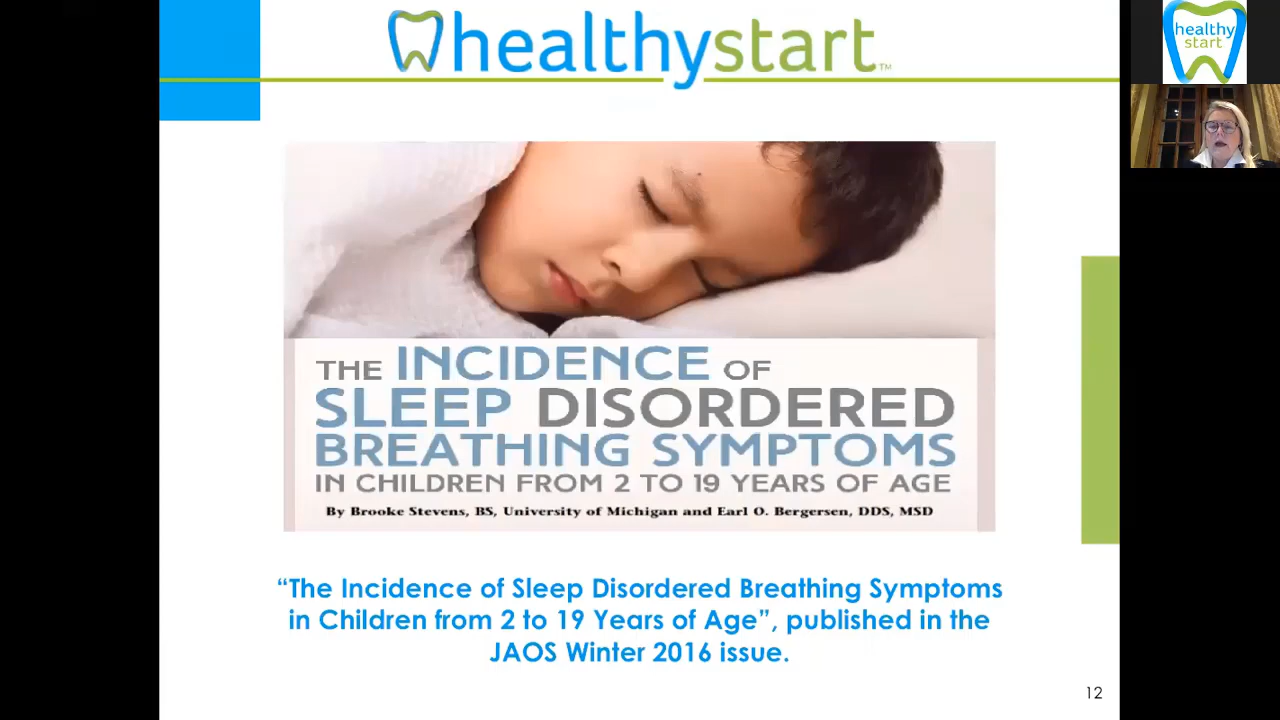 healthystart™
healthy
start
THE INCIDENCE OF
SLEEP DISORDERED
BREATHING SYMPTOMS
IN CHILDREN FROM 2 TO 19 YEARS OF AGE
By Brooke Stevens, BS, University of Michigan and Earl O. Bergersen, DDS, MSD
“The Incidence of Sleep Disordered Breathing Symptoms
in Children from 2 to 19 Years of Age”, published in the
JAOS Winter 2016 issue.
12